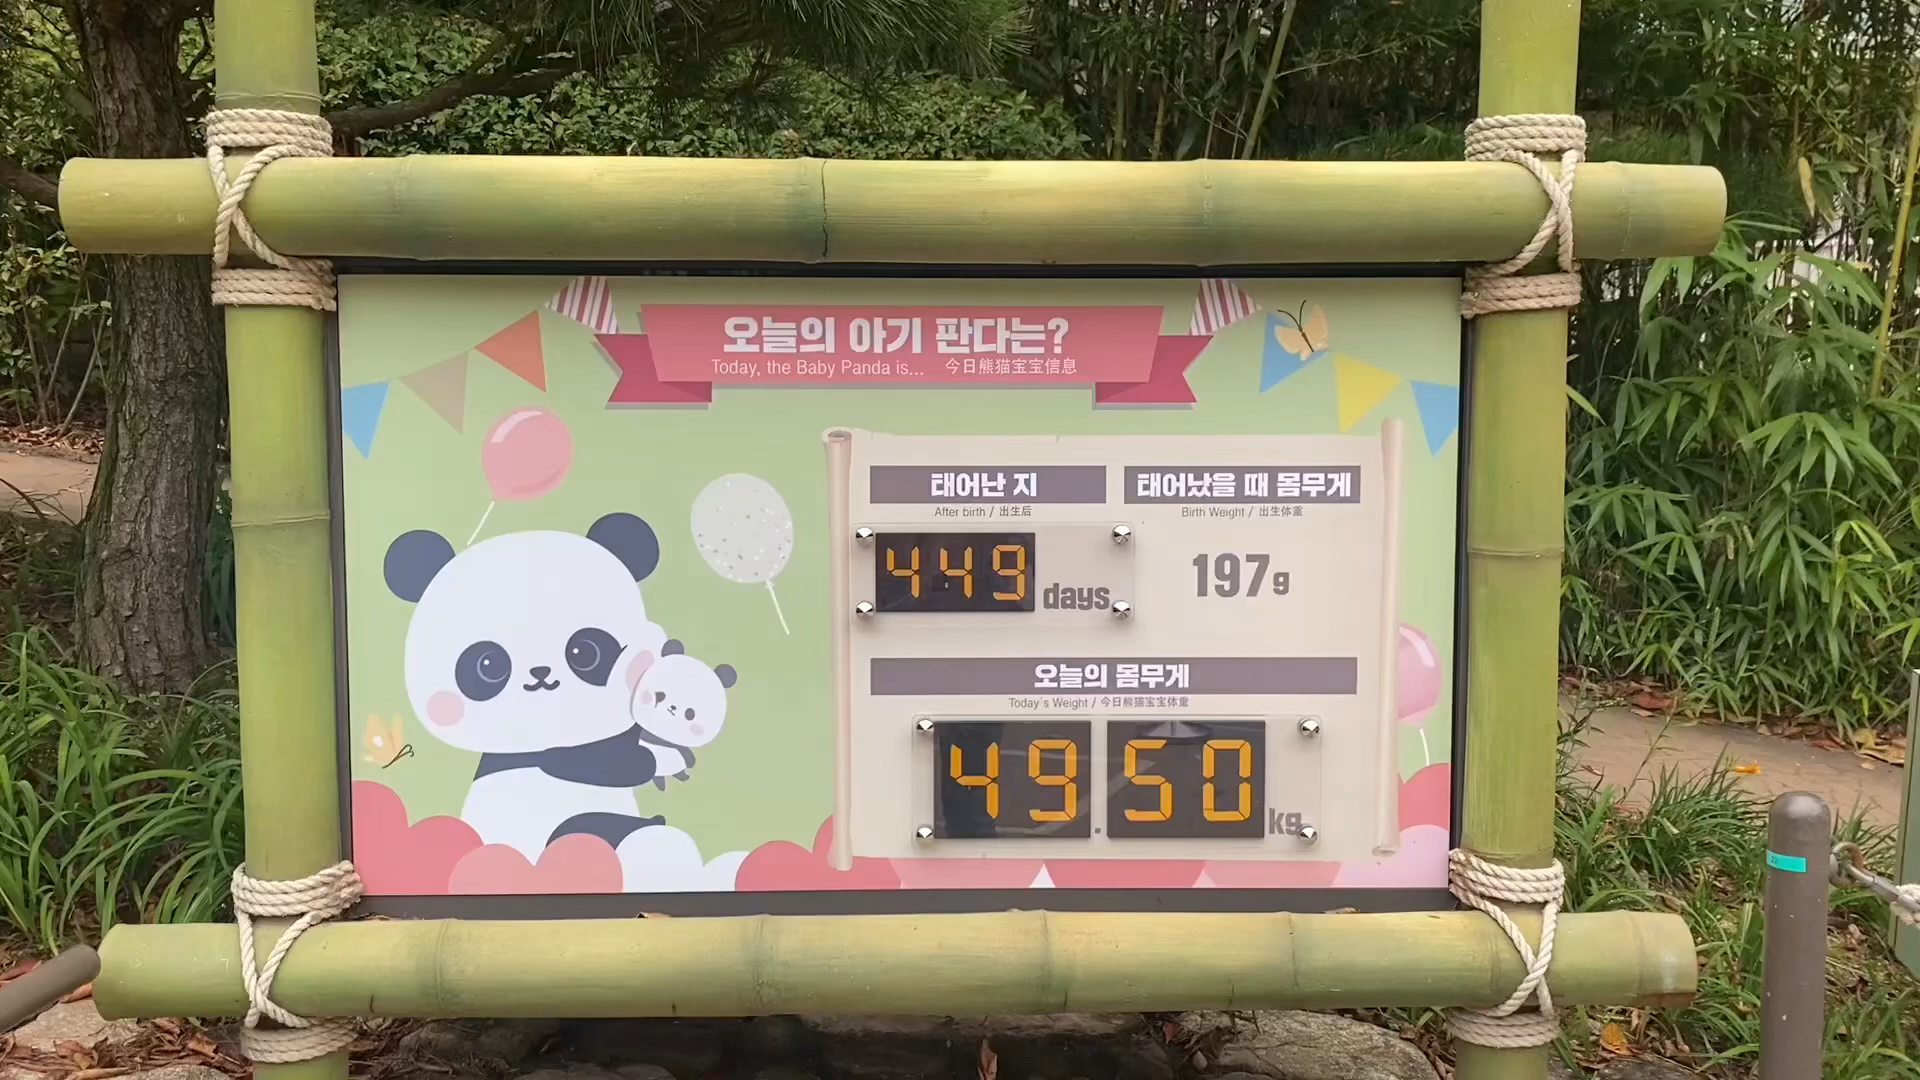 오늘의 아기 판다는?
Today, the Baby Panda is... 今日熊猫宝宝信息
태어난 지
After birth / 出生后
449 days
태어났을 때 몸무게
Birth Weight / 出生体重
197g
오늘의 몸무게
Today's Weight / 今日熊猫宝宝体重
49.50 kg